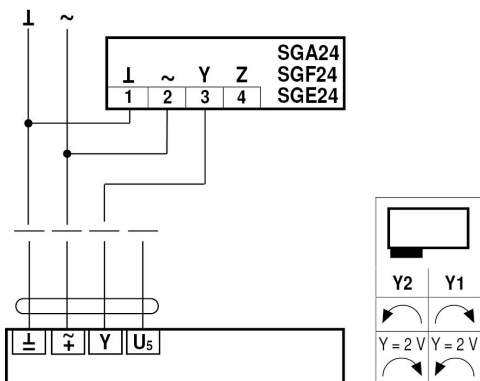 ⊥ ~
SGA24
SGF24
SGE24
⊥ ~ Y Z
1 2 3 4
Y2 Y1
Y = 2 V Y = 2 V
⊥ ~ Y U5
+